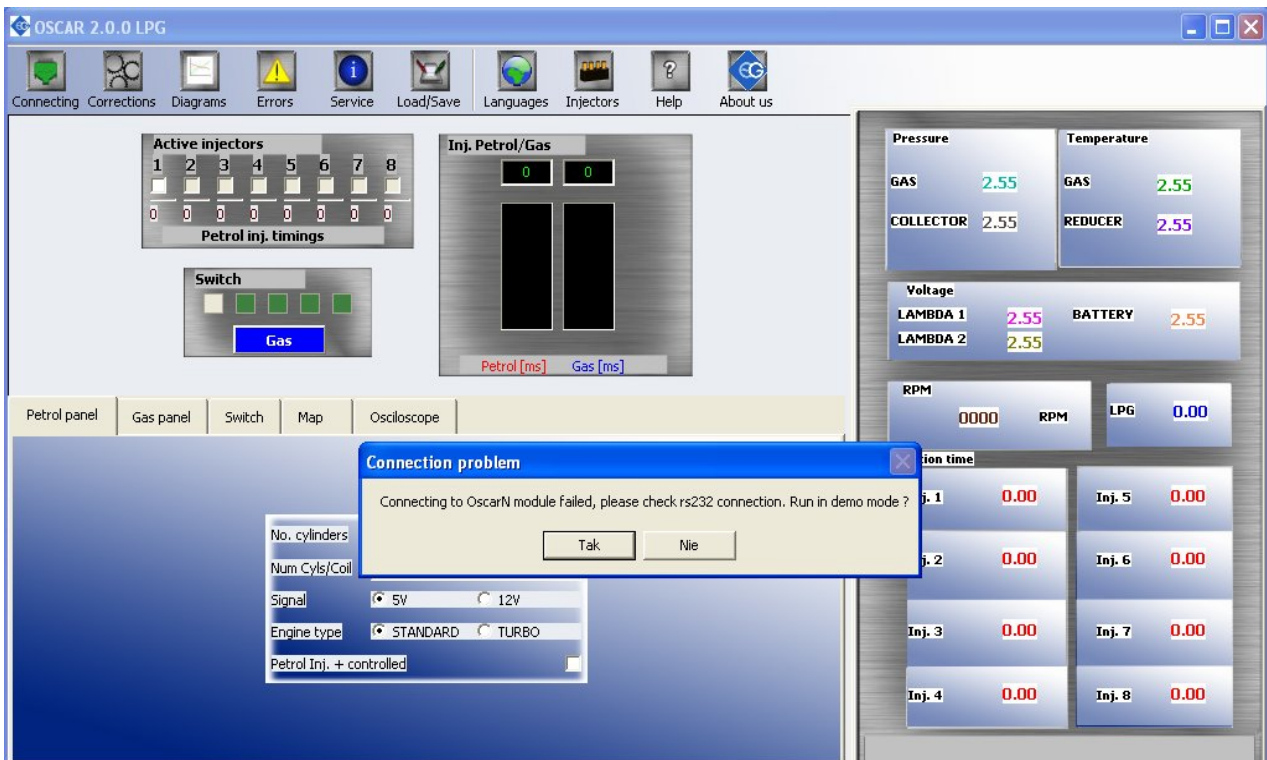 OSCAR 2.0.0 LPG
Connecting Corrections Diagrams Errors Service Load/Save Languages Injectors Help About us
Active injectors
1 2 3 4 5 6 7 8
0 0 0 0 0 0 0 0
Petrol inj. timings
Switch
Gas
Inj. Petrol/Gas
0 0
Petrol [ms] Gas [ms]
Pressure
GAS 2.55
COLLECTOR 2.55
Temperature
GAS 2.55
REDUCER 2.55
Voltage
LAMBDA 1 2.55 BATTERY 2.55
LAMBDA 2 2.55
RPM
0000 RPM
LPG 0.00
Petrol panel Gas panel Switch Map Osciloscope
Connection problem
Connecting to OscarN module failed, please check rs232 connection. Run in demo mode ?
Tak Nie
No. cylinders
Num Cyls/Coil
Signal 5V 12V
Engine type STANDARD TURBO
Petrol Inj. + controlled
tion time
j. 1 0.00 Inj. 5 0.00
j. 2 0.00 Inj. 6 0.00
Inj. 3 0.00 Inj. 7 0.00
Inj. 4 0.00 Inj. 8 0.00